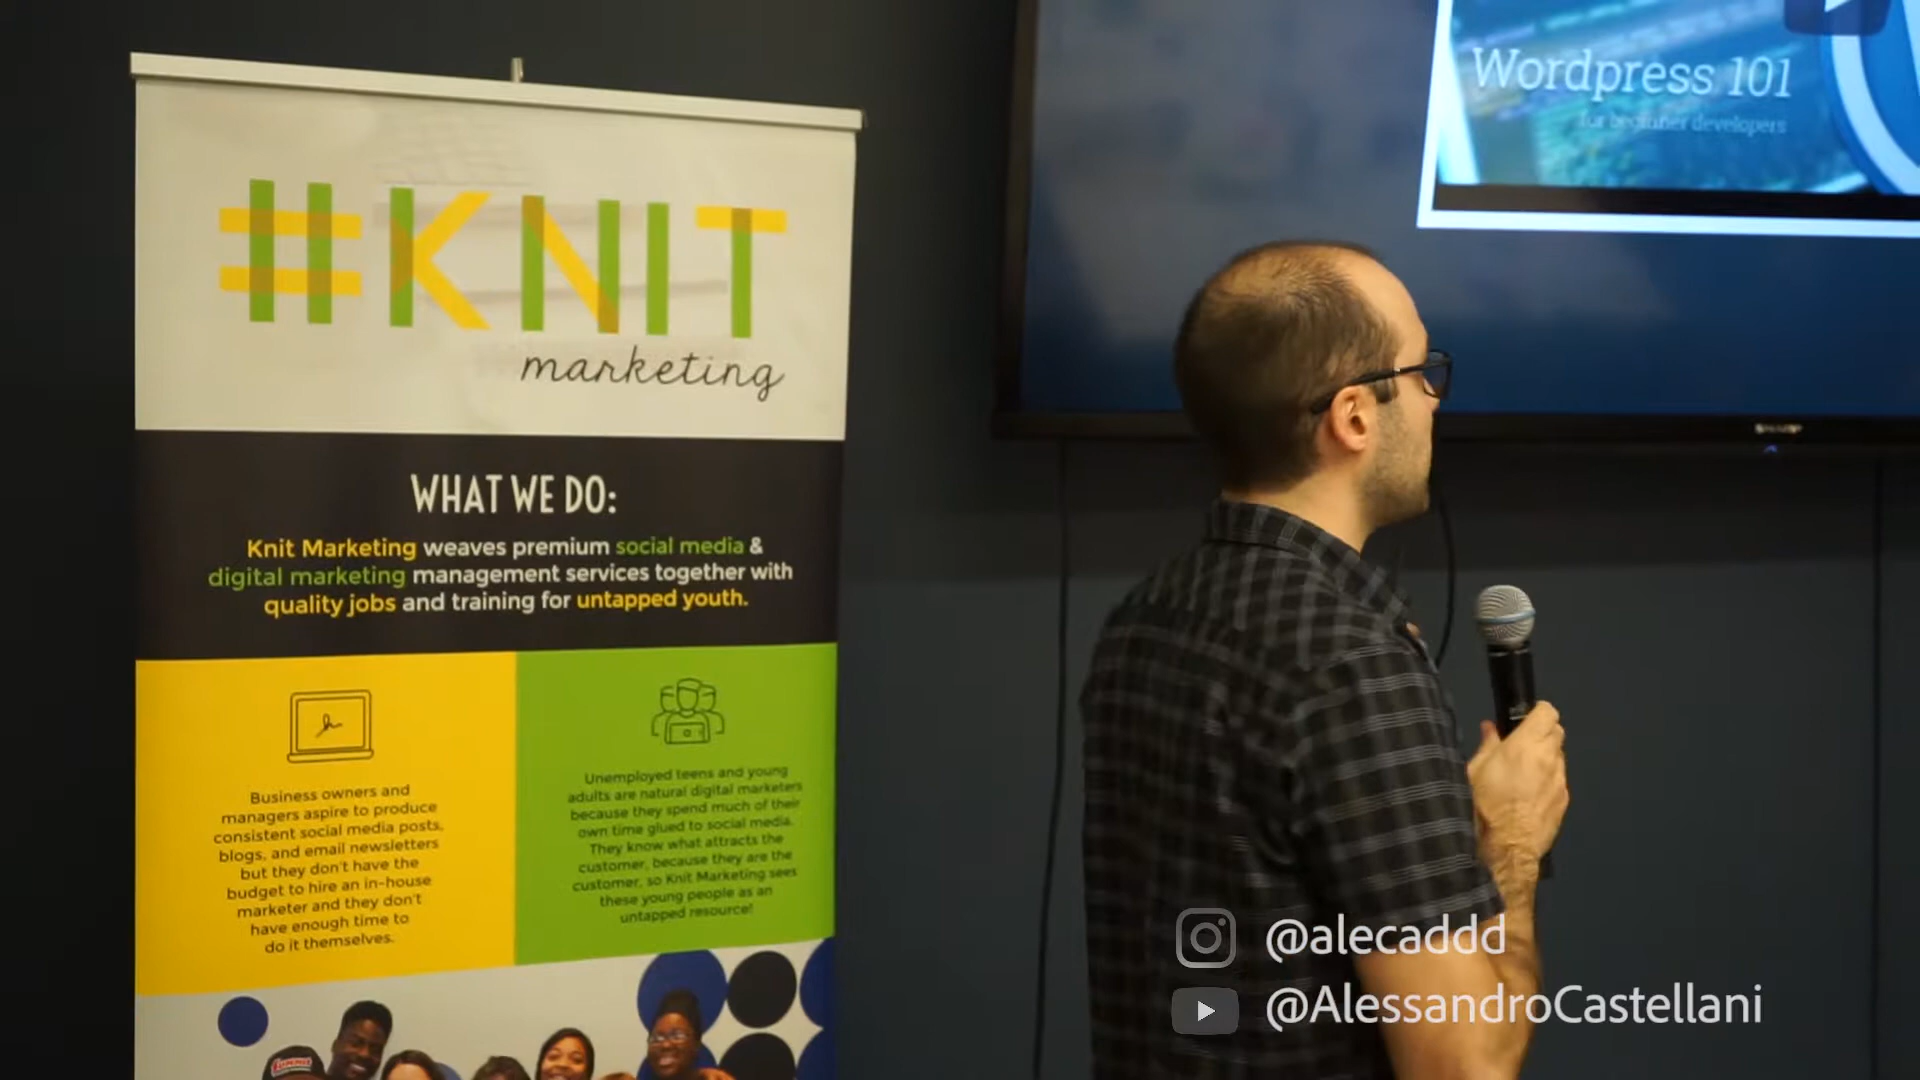 #KNIT
marketing
WHAT WE DO:
Knit Marketing weaves premium social media &
digital marketing management services together with
quality jobs and training for untapped youth.
Business owners and
managers aspire to produce
consistent social media posts,
blogs, and email newsletters
but they don't have the
budget to hire an in-house
marketer and they don't
have enough time to
do it themselves.
Unemployed teens and young
adults are natural digital marketers
because they spend much of their
own time glued to social media.
They know what attracts the
customer, because they are the
customer, so Knit Marketing sees
these young people as an
untapped resource!
Wordpress 101
for beginner developers
SHARP
@alecaddd
@AlessandroCastellani